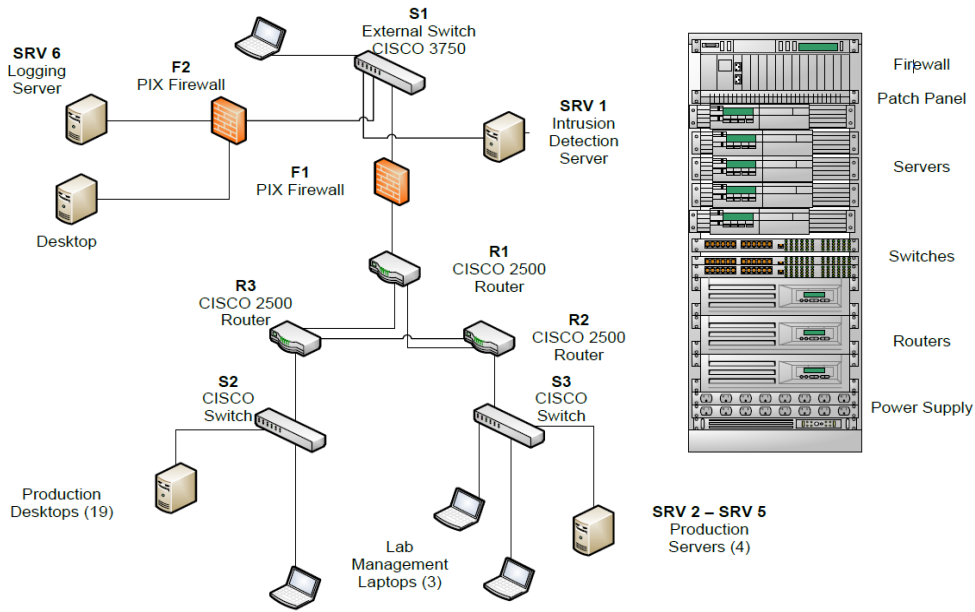 S1
External Switch
CISCO 3750
SRV 6
Logging
Server
F2
PIX Firewall
SRV 1
Intrusion
Detection
Server
F1
PIX Firewall
Desktop
R1
CISCO 2500
Router
R3
CISCO 2500
Router
R2
CISCO 2500
Router
S2
CISCO
Switch
S3
CISCO
Switch
Production
Desktops (19)
Lab
Management
Laptops (3)
SRV 2 – SRV 5
Production
Servers (4)
Firewall
Patch Panel
Servers
Switches
Routers
Power Supply